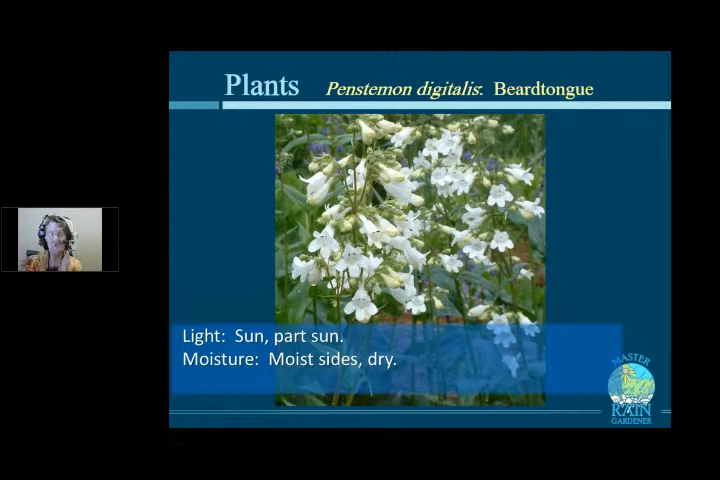 Plants Penstemon digitalis: Beardtongue
Light: Sun, part sun.
Moisture: Moist sides, dry.
MASTER
RAIN
GARDENER